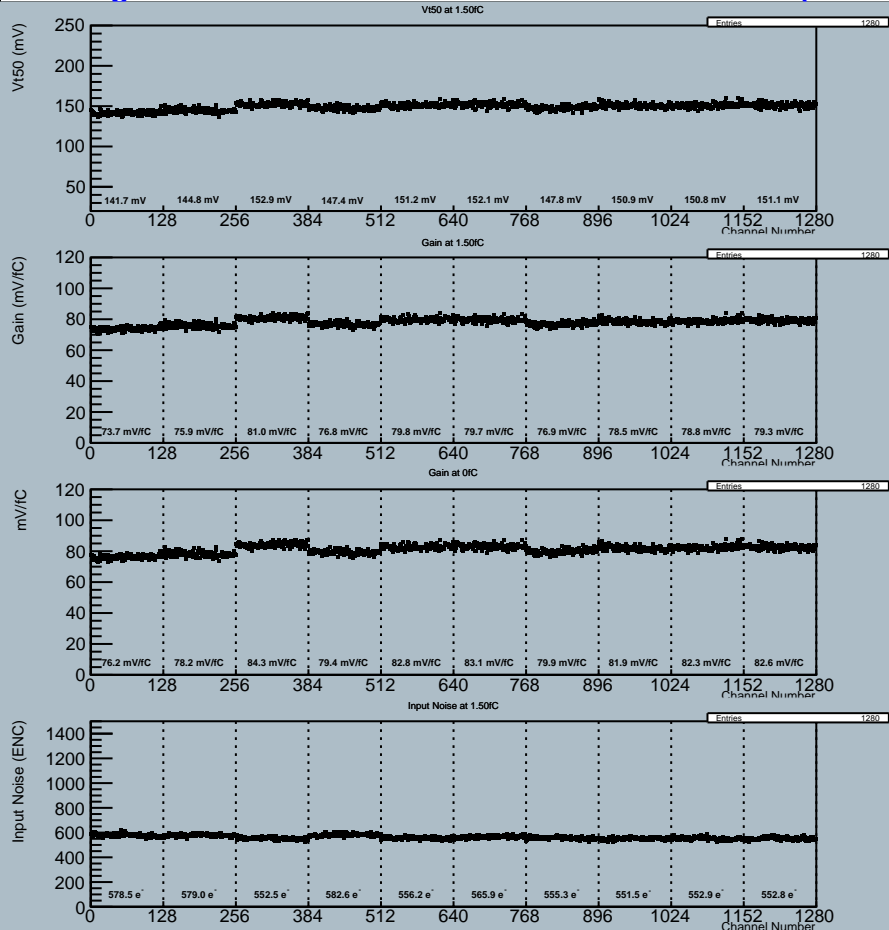 Vt50 at 1.50fC
Entries 1280
Vt50 (mV)
250
200
150
100
50
141.7 mV 144.8 mV 152.9 mV 147.4 mV 151.2 mV 152.1 mV 147.8 mV 150.9 mV 150.8 mV 151.1 mV
0 128 256 384 512 640 768 896 1024 1152 1280
Channel Number
Gain at 1.50fC
Entries 1280
Gain (mV/fC)
120
100
80
60
40
20
0
73.7 mV/fC 75.9 mV/fC 81.0 mV/fC 76.8 mV/fC 79.8 mV/fC 79.7 mV/fC 76.9 mV/fC 78.5 mV/fC 78.8 mV/fC 79.3 mV/fC
0 128 256 384 512 640 768 896 1024 1152 1280
Channel Number
Gain at 0fC
Entries 1280
mV/fC
120
100
80
60
40
20
0
76.2 mV/fC 78.2 mV/fC 84.3 mV/fC 79.4 mV/fC 82.8 mV/fC 83.1 mV/fC 79.9 mV/fC 81.9 mV/fC 82.3 mV/fC 82.6 mV/fC
0 128 256 384 512 640 768 896 1024 1152 1280
Channel Number
Input Noise at 1.50fC
Entries 1280
Input Noise (ENC)
1400
1200
1000
800
600
400
200
0
578.5 e⁻ 579.0 e⁻ 552.5 e⁻ 582.6 e⁻ 556.2 e⁻ 565.9 e⁻ 555.3 e⁻ 551.5 e⁻ 552.9 e⁻ 552.8 e⁻
0 128 256 384 512 640 768 896 1024 1152 1280
Channel Number